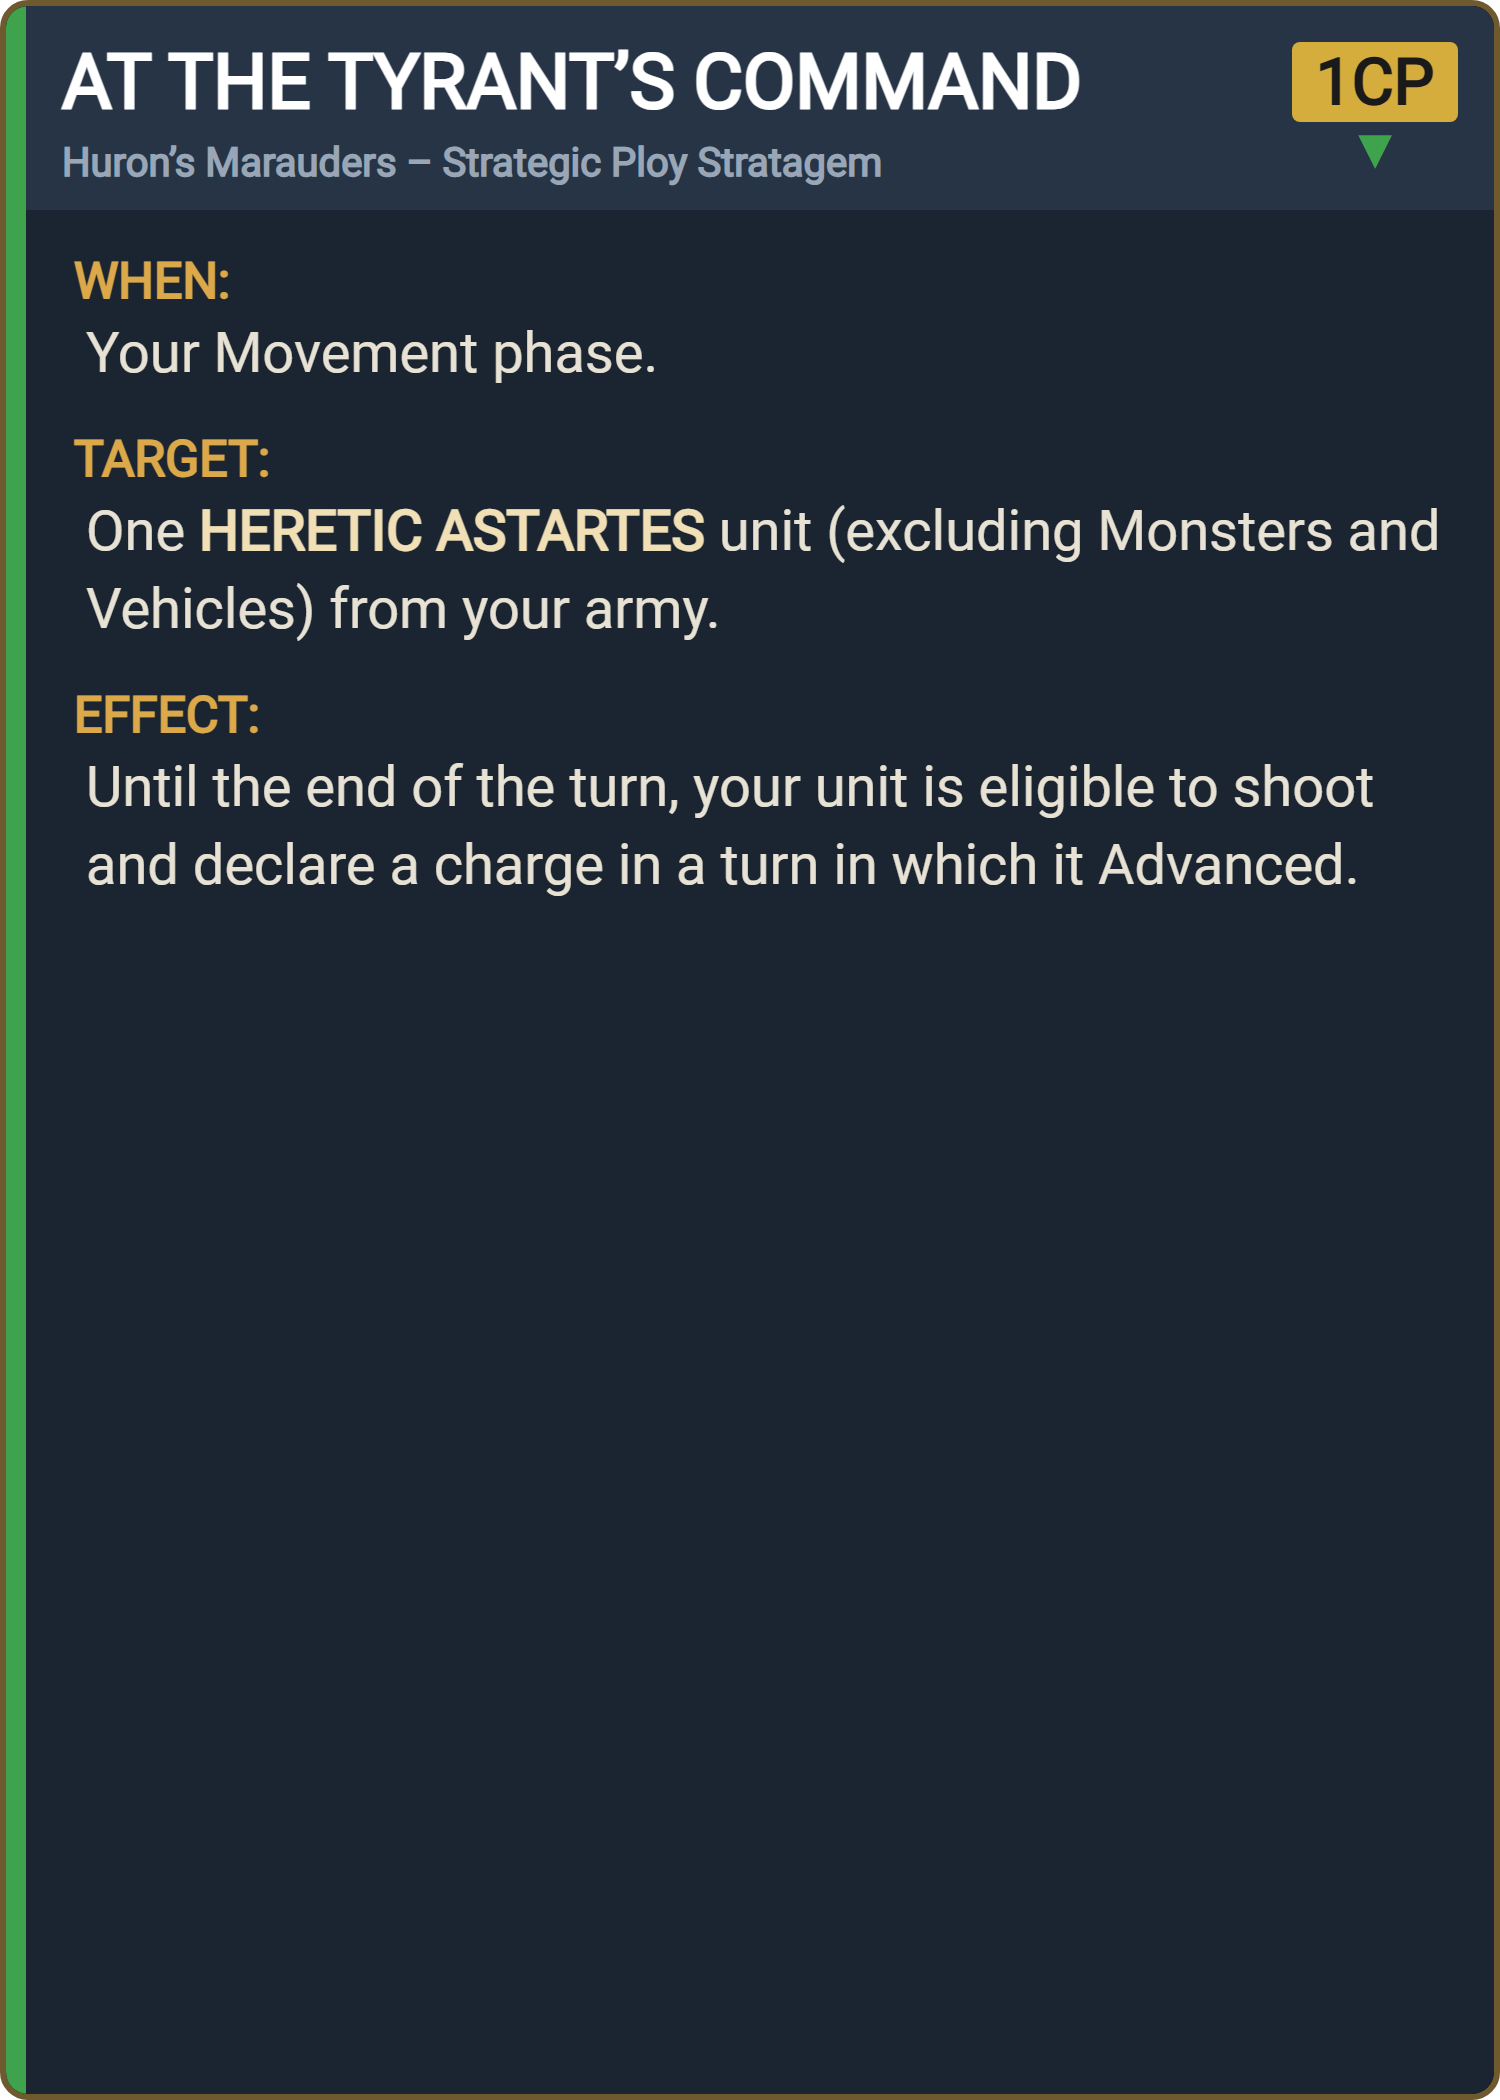 AT THE TYRANT’S COMMAND
1CP
Huron’s Marauders – Strategic Ploy Stratagem
WHEN:
Your Movement phase.
TARGET:
One HERETIC ASTARTES unit (excluding Monsters and
Vehicles) from your army.
EFFECT:
Until the end of the turn, your unit is eligible to shoot
and declare a charge in a turn in which it Advanced.